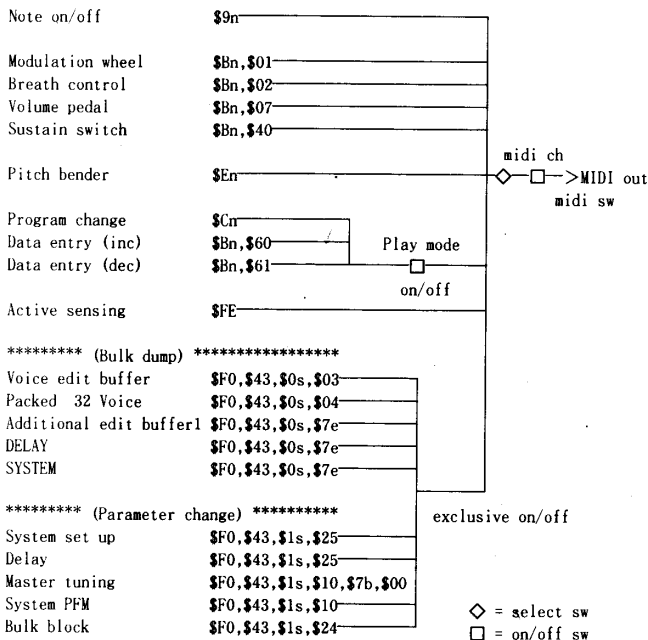 Note on/off $9n
Modulation wheel $Bn,$01
Breath control $Bn,$02
Volume pedal $Bn,$07
Sustain switch $Bn,$40
midi ch
Pitch bender $En >MIDI out
midi sw
Program change $Cn
Data entry (inc) $Bn,$60 Play mode
Data entry (dec) $Bn,$61
on/off
Active sensing $FE
********* (Bulk dump) *****************
Voice edit buffer $F0,$43,$0s,$03
Packed 32 Voice $F0,$43,$0s,$04
Additional edit buffer1 $F0,$43,$0s,$7e
DELAY $F0,$43,$0s,$7e
SYSTEM $F0,$43,$0s,$7e
********* (Parameter change) ********** exclusive on/off
System set up $F0,$43,$1s,$25
Delay $F0,$43,$1s,$25
Master tuning $F0,$43,$1s,$10,$7b,$00
System PFM $F0,$43,$1s,$10
◇ = select sw
Bulk block $F0,$43,$1s,$24
□ = on/off sw